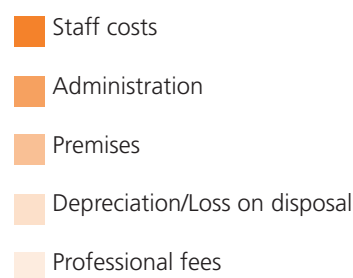 Staff costs
Administration
Premises
Depreciation/Loss on disposal
Professional fees